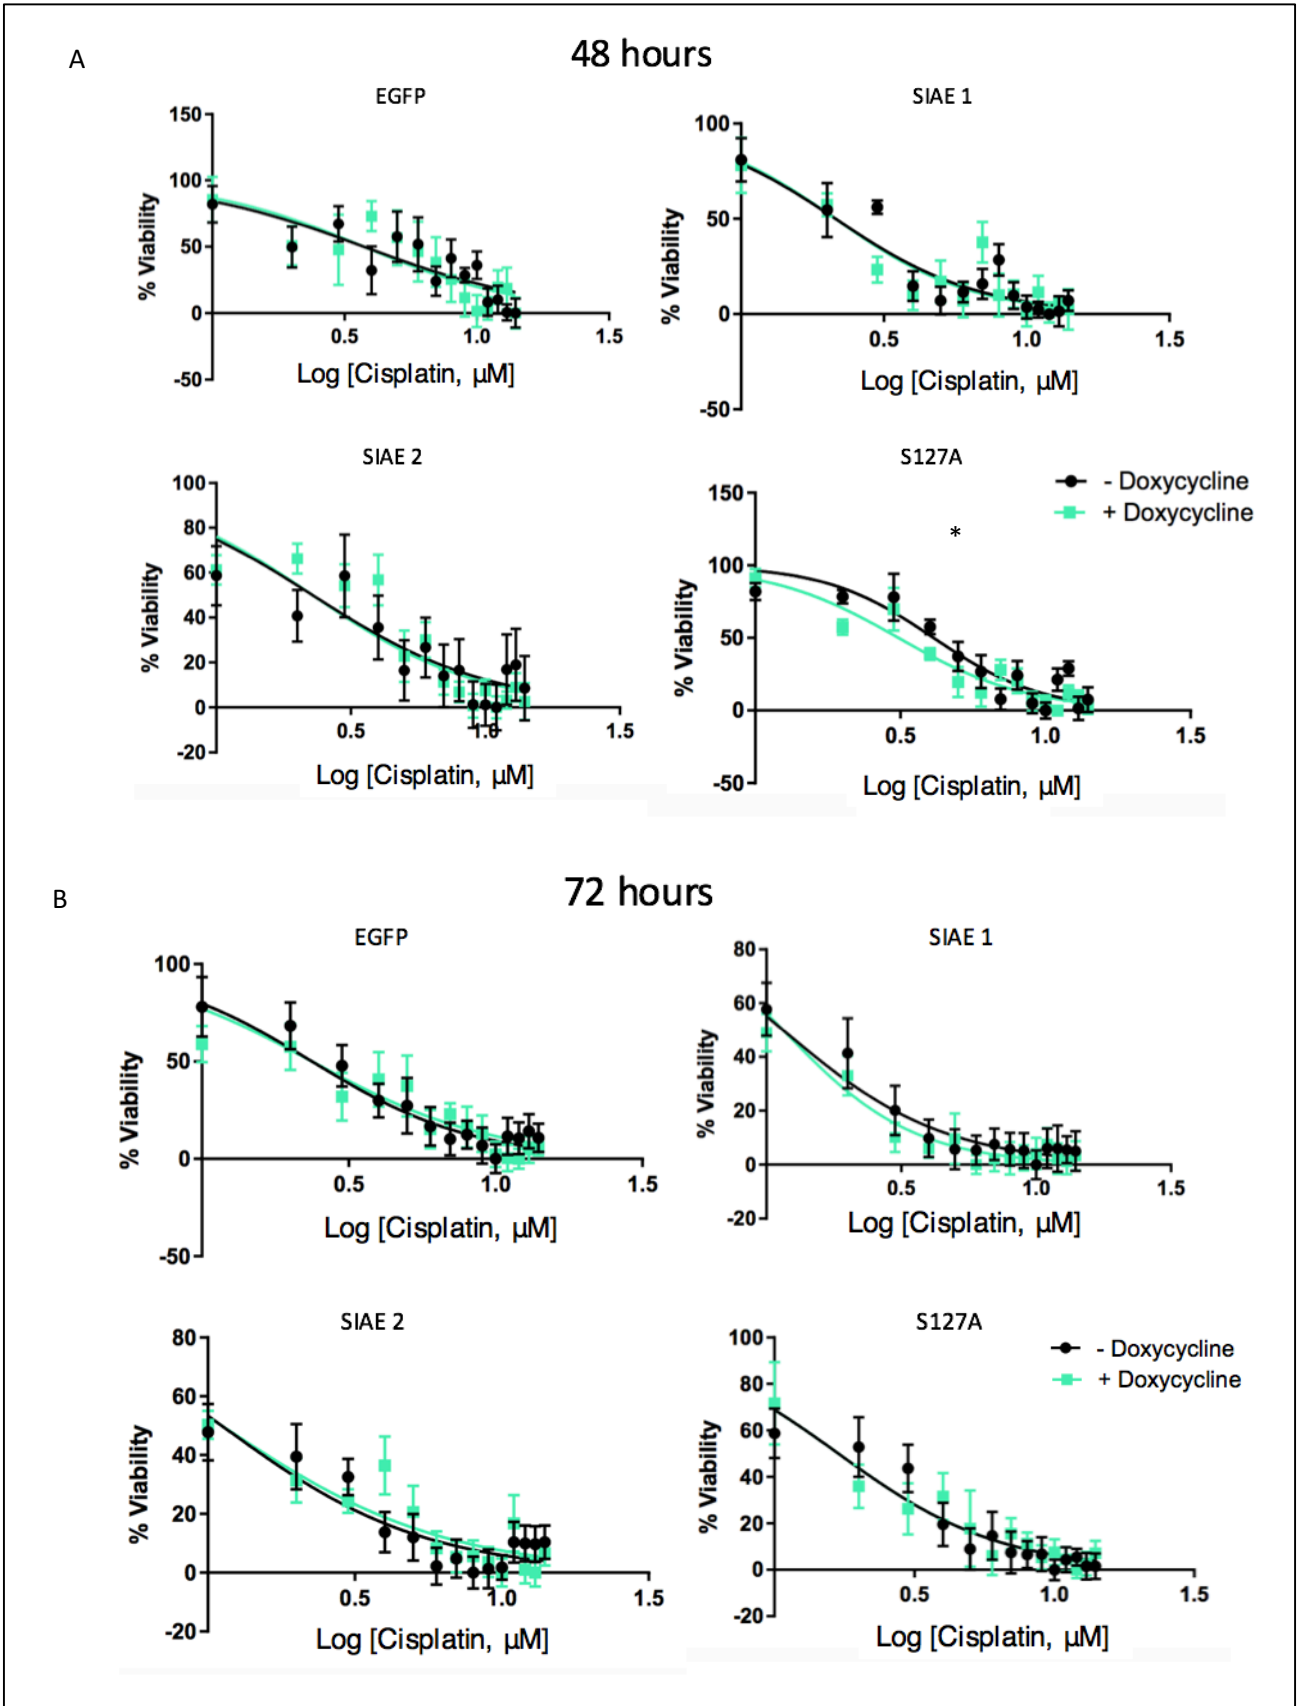 A
48 hours
EGFP
150
100
50
0
-50
0.5
1.0
1.5
% Viability
Log [Cisplatin, µM]
SIAE 1
100
50
0
-50
0.5
1.0
1.5
% Viability
Log [Cisplatin, µM]
SIAE 2
100
80
60
40
20
0
-20
0.5
1.0
1.5
% Viability
Log [Cisplatin, µM]
S127A
- Doxycycline
+ Doxycycline
*
150
100
50
0
-50
0.5
1.0
1.5
% Viability
Log [Cisplatin, µM]
B
72 hours
EGFP
100
50
0
-50
0.5
1.0
1.5
% Viability
Log [Cisplatin, µM]
SIAE 1
80
60
40
20
0
-20
0.5
1.0
1.5
% Viability
Log [Cisplatin, µM]
SIAE 2
80
60
40
20
0
-20
0.5
1.0
1.5
% Viability
Log [Cisplatin, µM]
S127A
- Doxycycline
+ Doxycycline
100
80
60
40
20
0
-20
0.5
1.0
1.5
% Viability
Log [Cisplatin, µM]